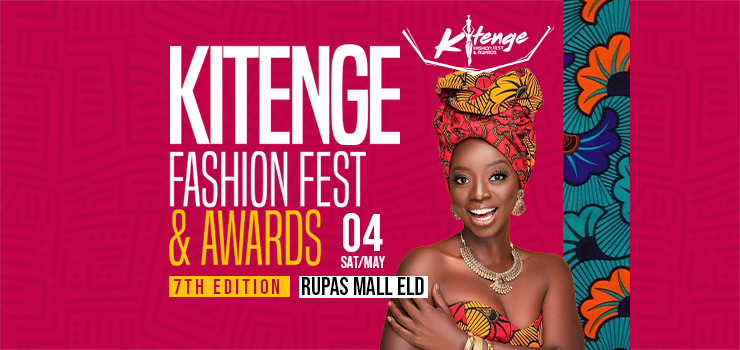 Kitenge
FASHION FEST
& AWARDS
KITENGE
FASHION FEST
& AWARDS
04
SAT/MAY
7TH EDITION
RUPAS MALL ELD